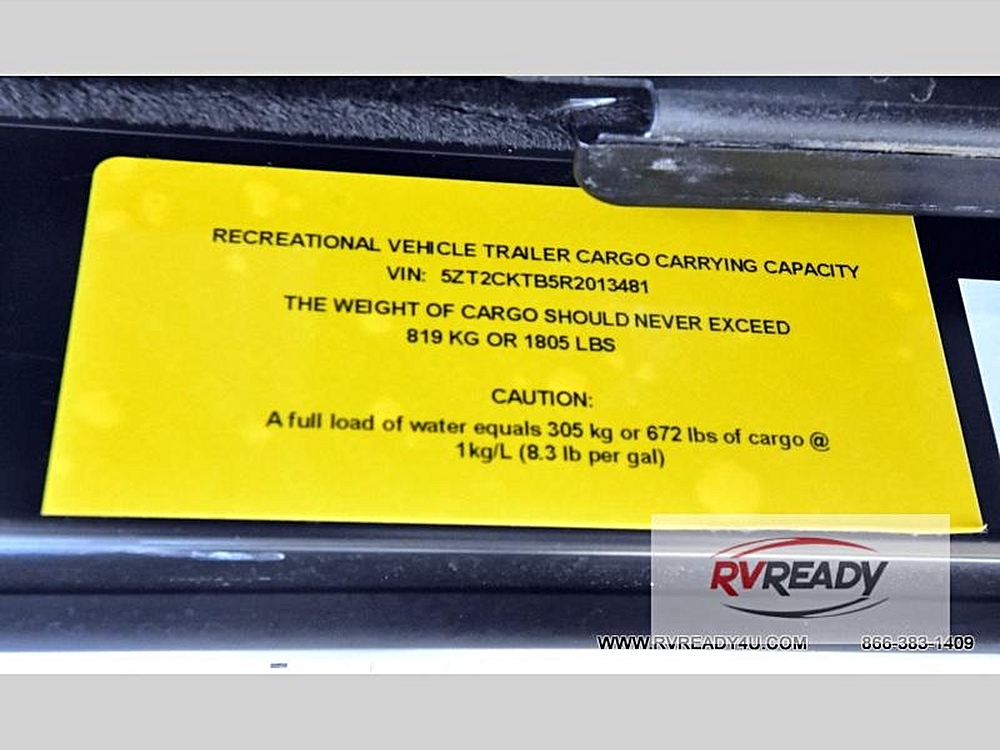 RECREATIONAL VEHICLE TRAILER CARGO CARRYING CAPACITY
VIN: 5ZT2CKTB5R2013481
THE WEIGHT OF CARGO SHOULD NEVER EXCEED
819 KG OR 1805 LBS
CAUTION:
A full load of water equals 305 kg or 672 lbs of cargo @
1kg/L (8.3 lb per gal)
RVREADY
WWW.RVREADY4U.COM 866-383-1409